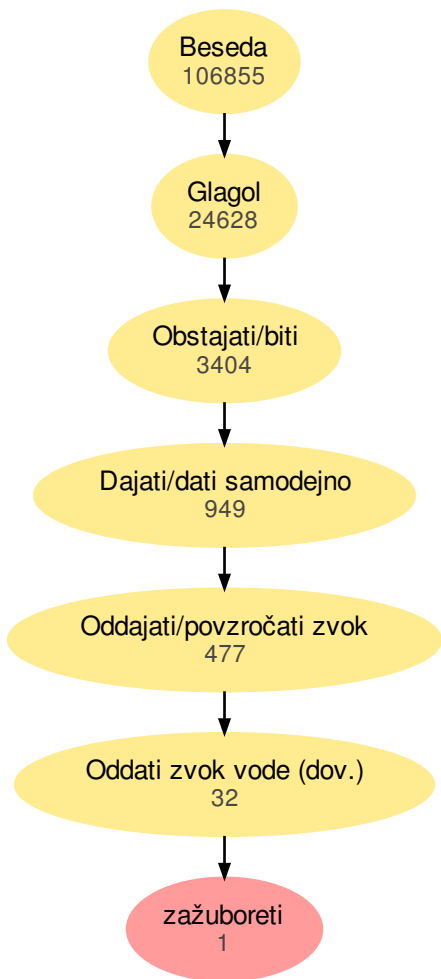 Beseda
106855
Glagol
24628
Obstajati/biti
3404
Dajati/dati samodejno
949
Oddajati/povzročati zvok
477
Oddati zvok vode (dov.)
32
zažuboreti
1